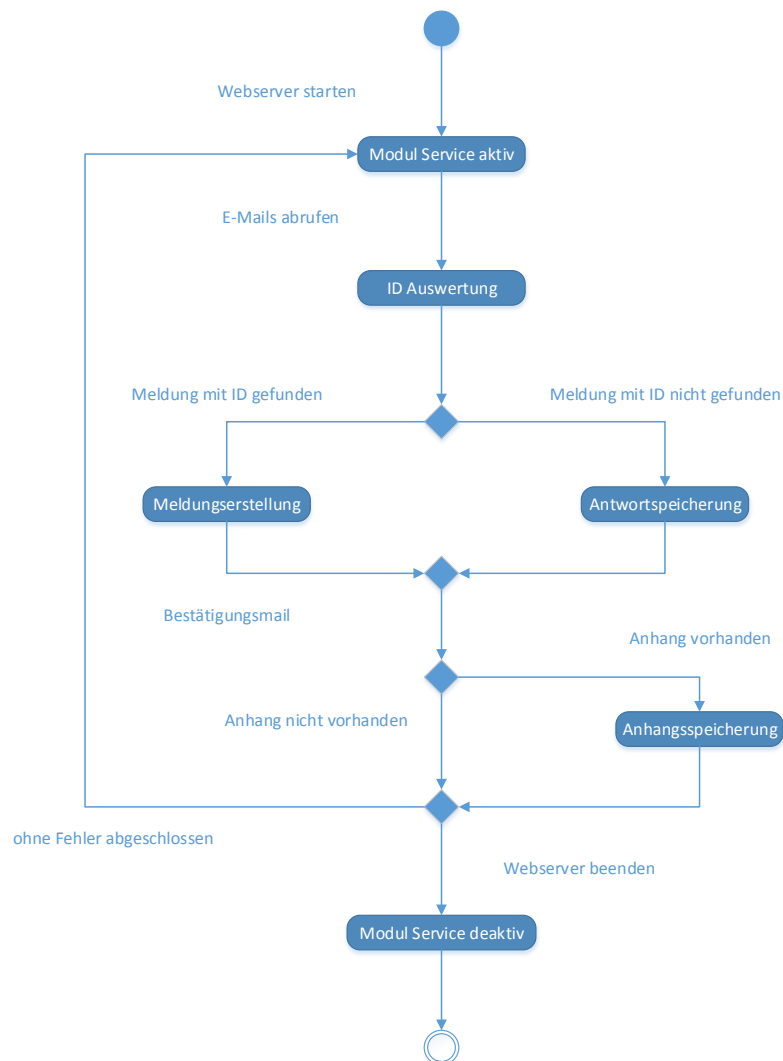 Webserver starten
Modul Service aktiv
E-Mails abrufen
ID Auswertung
Meldung mit ID gefunden
Meldung mit ID nicht gefunden
Meldungserstellung
Antwortspeicherung
Bestätigungsmail
Anhang vorhanden
Anhang nicht vorhanden
Anhangsspeicherung
ohne Fehler abgeschlossen
Webserver beenden
Modul Service deaktiv